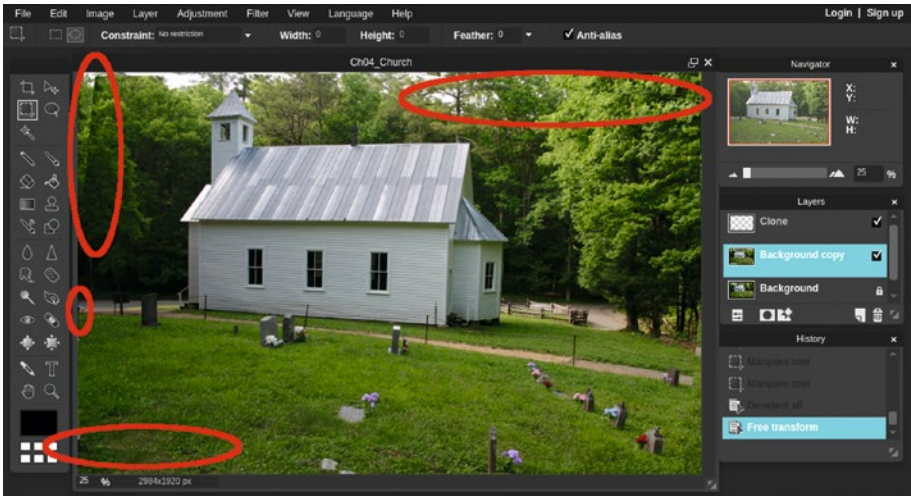 File Edit Image Layer Adjustment Filter View Language Help Login | Sign up
Constraint: No restriction Width: 0 Height: 0 Feather: 0 Anti-alias
Ch04_Church
Navigator
X:
Y:
W:
H:
25 %
Layers
Clone
Background copy
Background
History
Marquee tool
Marquee tool
Deselect all
Free transform
25 % 2984x1920 px